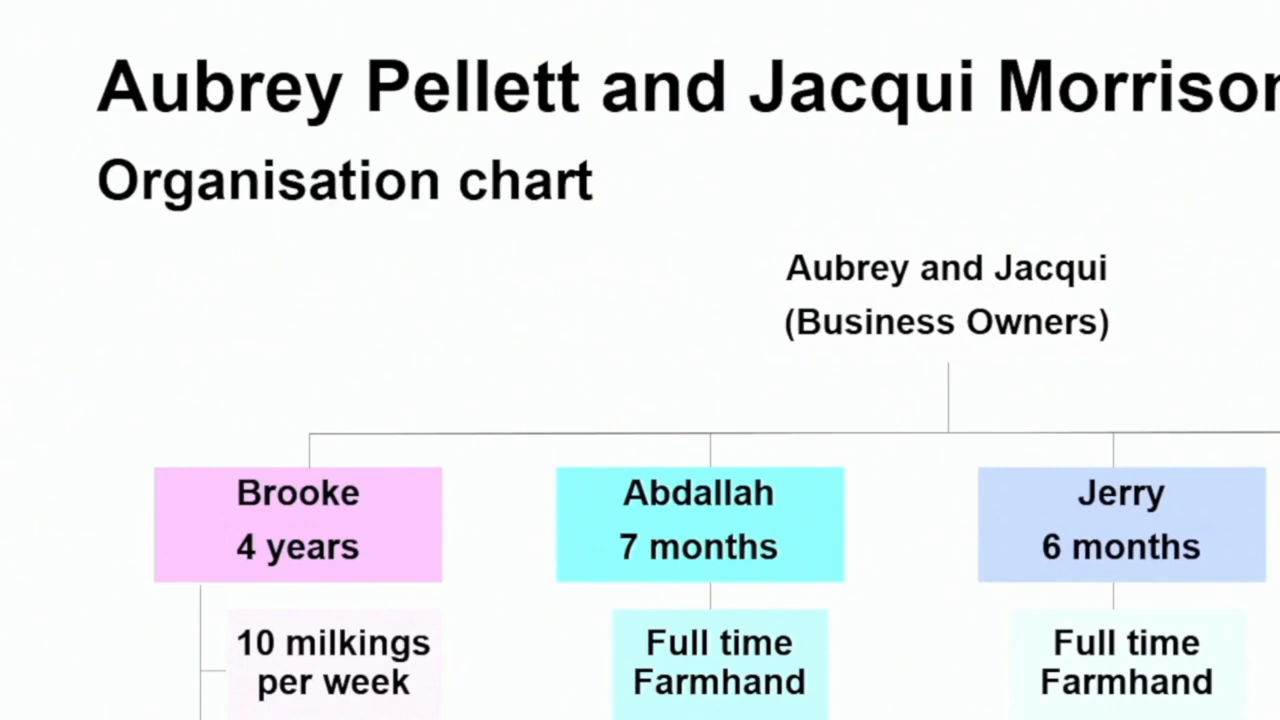 Aubrey Pellett and Jacqui Morrison
Organisation chart
Aubrey and Jacqui
(Business Owners)
Brooke
4 years
Abdallah
7 months
Jerry
6 months
10 milkings
per week
Full time
Farmhand
Full time
Farmhand